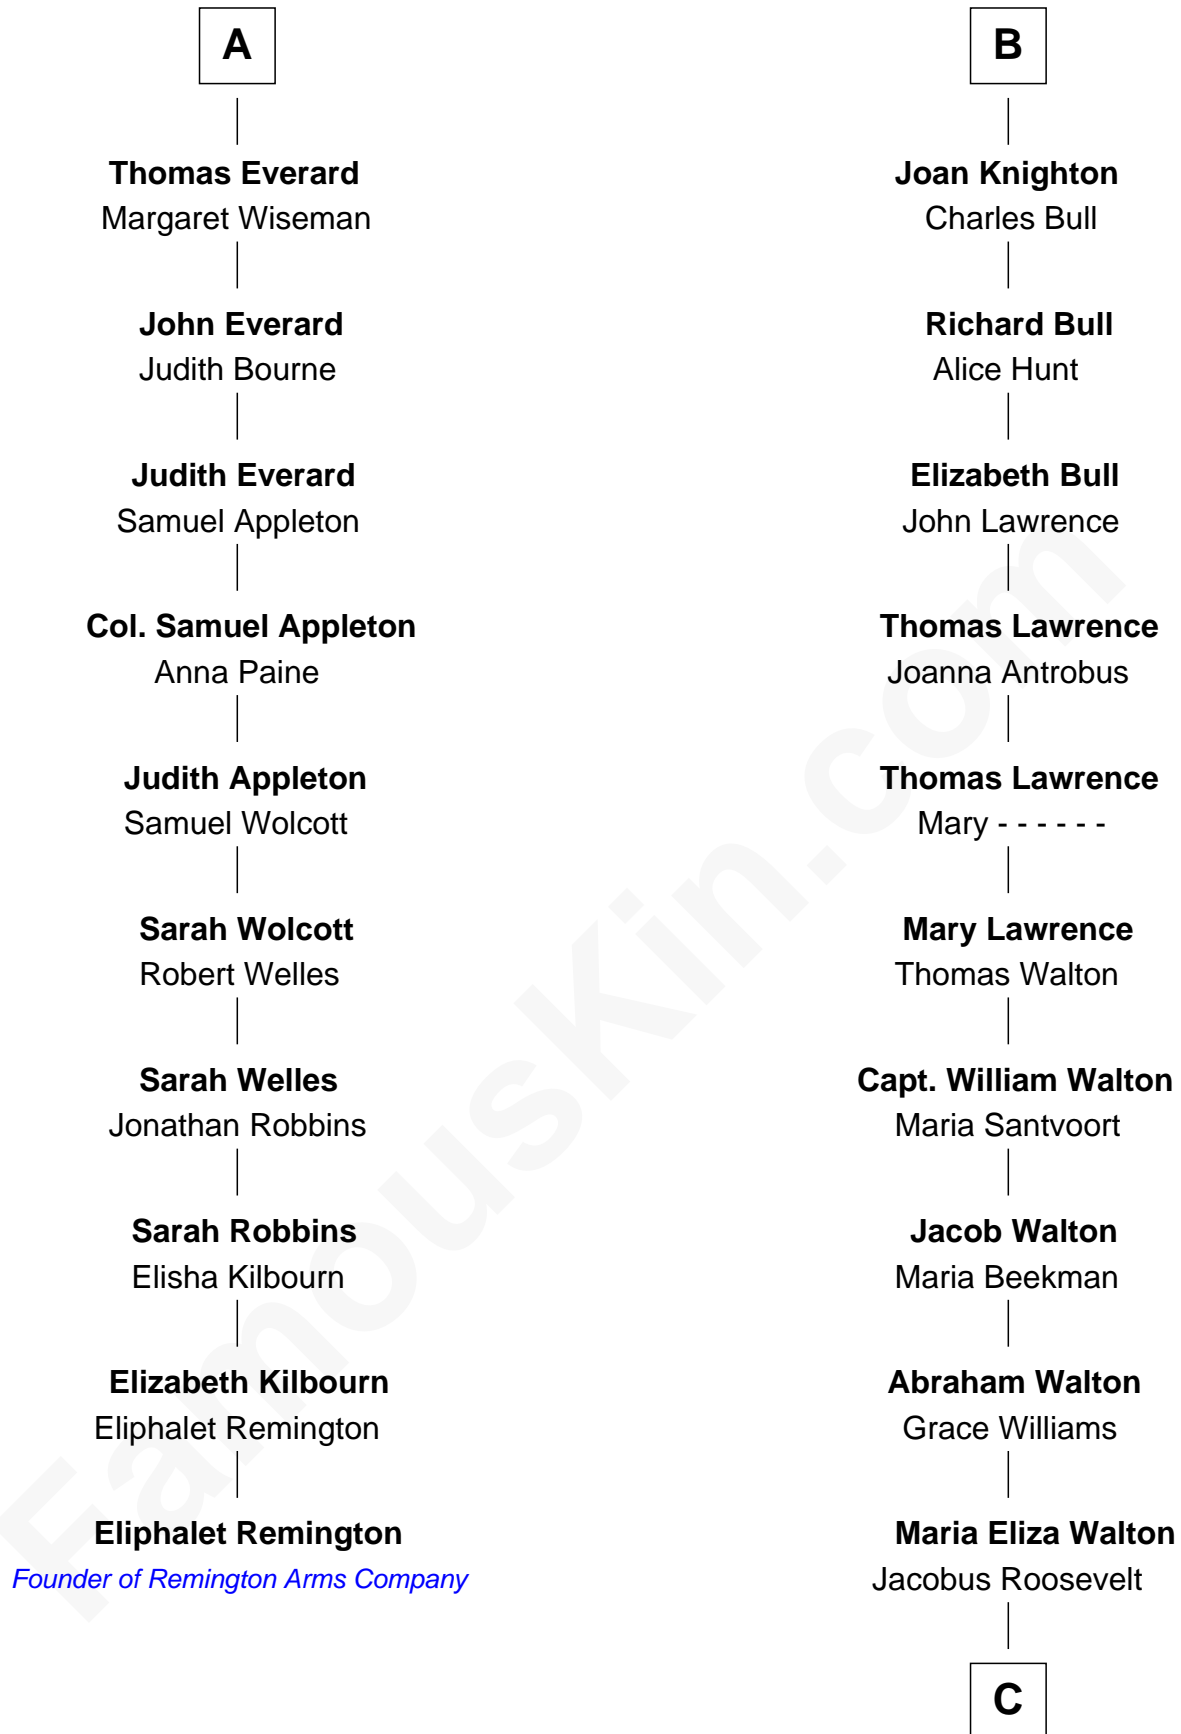 A
Thomas Everard
Margaret Wiseman
John Everard
Judith Bourne
Judith Everard
Samuel Appleton
Col. Samuel Appleton
Anna Paine
Judith Appleton
Samuel Wolcott
Sarah Wolcott
Robert Welles
Sarah Welles
Jonathan Robbins
Sarah Robbins
Elisha Kilbourn
Elizabeth Kilbourn
Eliphalet Remington
Eliphalet Remington
Founder of Remington Arms Company
B
Joan Knighton
Charles Bull
Richard Bull
Alice Hunt
Elizabeth Bull
John Lawrence
Thomas Lawrence
Joanna Antrobus
Thomas Lawrence
Mary - - - - - -
Mary Lawrence
Thomas Walton
Capt. William Walton
Maria Santvoort
Jacob Walton
Maria Beekman
Abraham Walton
Grace Williams
Maria Eliza Walton
Jacobus Roosevelt
C
FamousKin.com